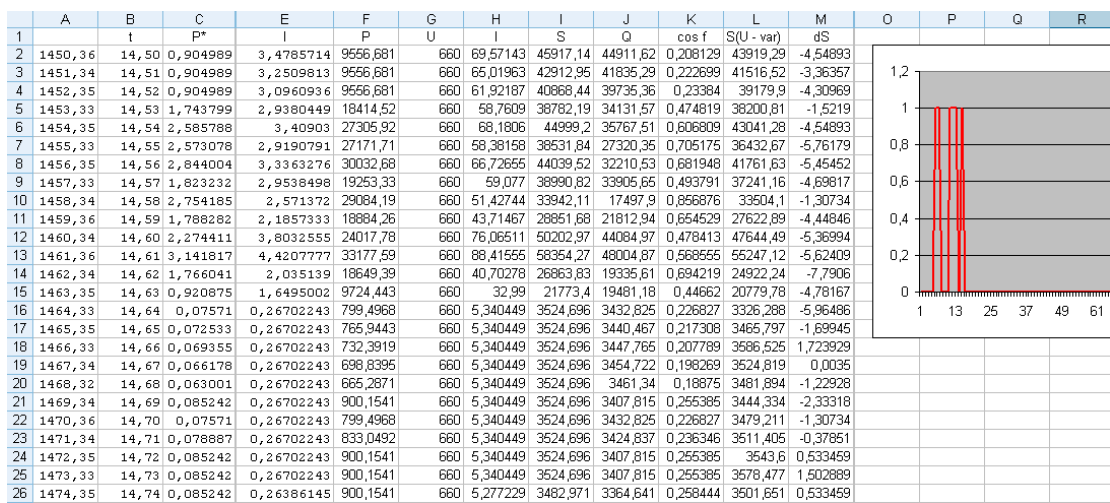 A B C E F G H I J K L M O P Q R
1 t P* I P U I S Q cos f S(U - var) dS
2 1450,36 14,50 0,904989 3,4785714 9556,681 660 69,57143 45917,14 44911,62 0,208129 43919,29 -4,54893
3 1451,34 14,51 0,904989 3,2509813 9556,681 660 65,01963 42912,95 41835,29 0,222699 41516,52 -3,36357
4 1452,35 14,52 0,904989 3,0960936 9556,681 660 61,92187 40868,44 39735,36 0,23384 39179,9 -4,30969
5 1453,33 14,53 1,743799 2,9380449 18414,52 660 58,7609 38782,19 34131,57 0,474819 38200,81 -1,5219
6 1454,35 14,54 2,585788 3,40903 27305,92 660 68,1806 44999,2 35767,51 0,606809 43041,28 -4,54893
7 1455,33 14,55 2,573078 2,9190791 27171,71 660 58,38158 38531,84 27320,35 0,705175 36432,67 -5,76179
8 1456,35 14,56 2,844004 3,3363276 30032,68 660 66,72655 44039,52 32210,53 0,681948 41761,63 -5,45452
9 1457,33 14,57 1,823232 2,9538498 19253,33 660 59,077 38990,82 33905,65 0,493791 37241,16 -4,69817
10 1458,34 14,58 2,754185 2,571372 29084,19 660 51,42744 33942,11 17497,9 0,856876 33504,1 -1,30734
11 1459,36 14,59 1,788282 2,1857333 18884,26 660 43,71467 28851,68 21812,94 0,654529 27622,89 -4,44846
12 1460,34 14,60 2,274411 3,8032555 24017,78 660 76,06511 50202,97 44084,97 0,478413 47644,49 -5,36994
13 1461,36 14,61 3,141817 4,4207777 33177,59 660 88,41555 58354,27 48004,87 0,568555 55247,12 -5,62409
14 1462,34 14,62 1,766041 2,035139 18649,39 660 40,70278 26863,83 19335,61 0,694219 24922,24 -7,7906
15 1463,35 14,63 0,920875 1,6495002 9724,443 660 32,99 21773,4 19481,18 0,44662 20779,78 -4,78167
16 1464,33 14,64 0,07571 0,26702243 799,4968 660 5,340449 3524,696 3432,825 0,226827 3326,288 -5,96486
17 1465,35 14,65 0,072533 0,26702243 765,9443 660 5,340449 3524,696 3440,467 0,217308 3465,797 -1,69945
18 1466,33 14,66 0,069355 0,26702243 732,3919 660 5,340449 3524,696 3447,765 0,207789 3586,525 1,723929
19 1467,34 14,67 0,066178 0,26702243 698,8395 660 5,340449 3524,696 3454,722 0,198269 3524,819 0,0035
20 1468,32 14,68 0,063001 0,26702243 665,2871 660 5,340449 3524,696 3461,34 0,18875 3481,894 -1,22928
21 1469,34 14,69 0,085242 0,26702243 900,1541 660 5,340449 3524,696 3407,815 0,255385 3444,334 -2,33318
22 1470,36 14,70 0,07571 0,26702243 799,4968 660 5,340449 3524,696 3432,825 0,226827 3479,211 -1,30734
23 1471,34 14,71 0,078887 0,26702243 833,0492 660 5,340449 3524,696 3424,837 0,236346 3511,405 -0,37851
24 1472,35 14,72 0,085242 0,26702243 900,1541 660 5,340449 3524,696 3407,815 0,255385 3543,6 0,533459
25 1473,33 14,73 0,085242 0,26702243 900,1541 660 5,340449 3524,696 3407,815 0,255385 3578,477 1,502889
26 1474,35 14,74 0,085242 0,26386145 900,1541 660 5,277229 3482,971 3364,641 0,258444 3501,651 0,533459
1,2
1
0,8
0,6
0,4
0,2
0
1 13 25 37 49 61